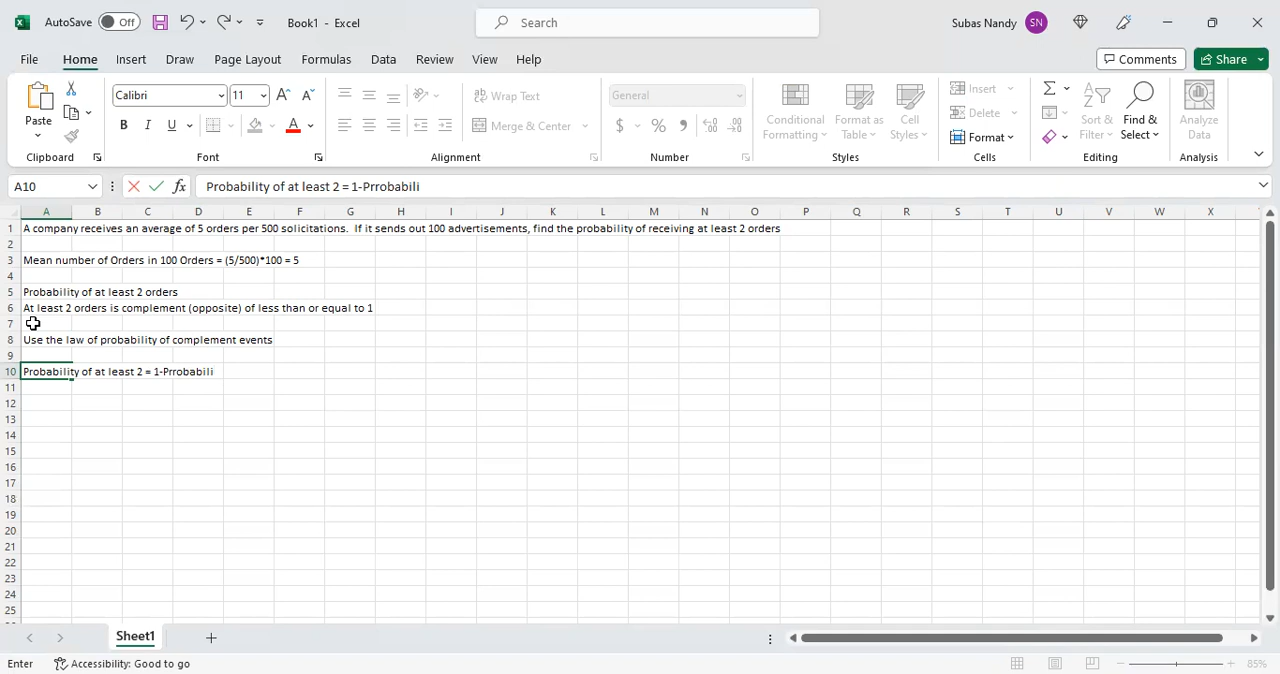 AutoSave Off Book1 - Excel Search Subas Nandy SN
File Home Insert Draw Page Layout Formulas Data Review View Help Comments Share
Calibri 11 A A Wrap Text General Insert
Paste B I U A Merge & Center $ % Conditional Formatting Format as Table Cell Styles Delete Format Sort & Filter Find & Select Analyze Data
Clipboard Font Alignment Number Styles Cells Editing Analysis
A10 fx Probability of at least 2 = 1-Prrobabili
A B C D E F G H I J K L M N O P Q R S T U V W X
1 A company receives an average of 5 orders per 500 solicitations. If it sends out 100 advertisements, find the probability of receiving at least 2 orders
2
3 Mean number of Orders in 100 Orders = (5/500)*100 = 5
4
5 Probability of at least 2 orders
6 At least 2 orders is complement (opposite) of less than or equal to 1
7
8 Use the law of probability of complement events
9
10 Probability of at least 2 = 1-Prrobabili
11
12
13
14
15
16
17
18
19
20
21
22
23
24
25
Sheet1
Enter Accessibility: Good to go 85%